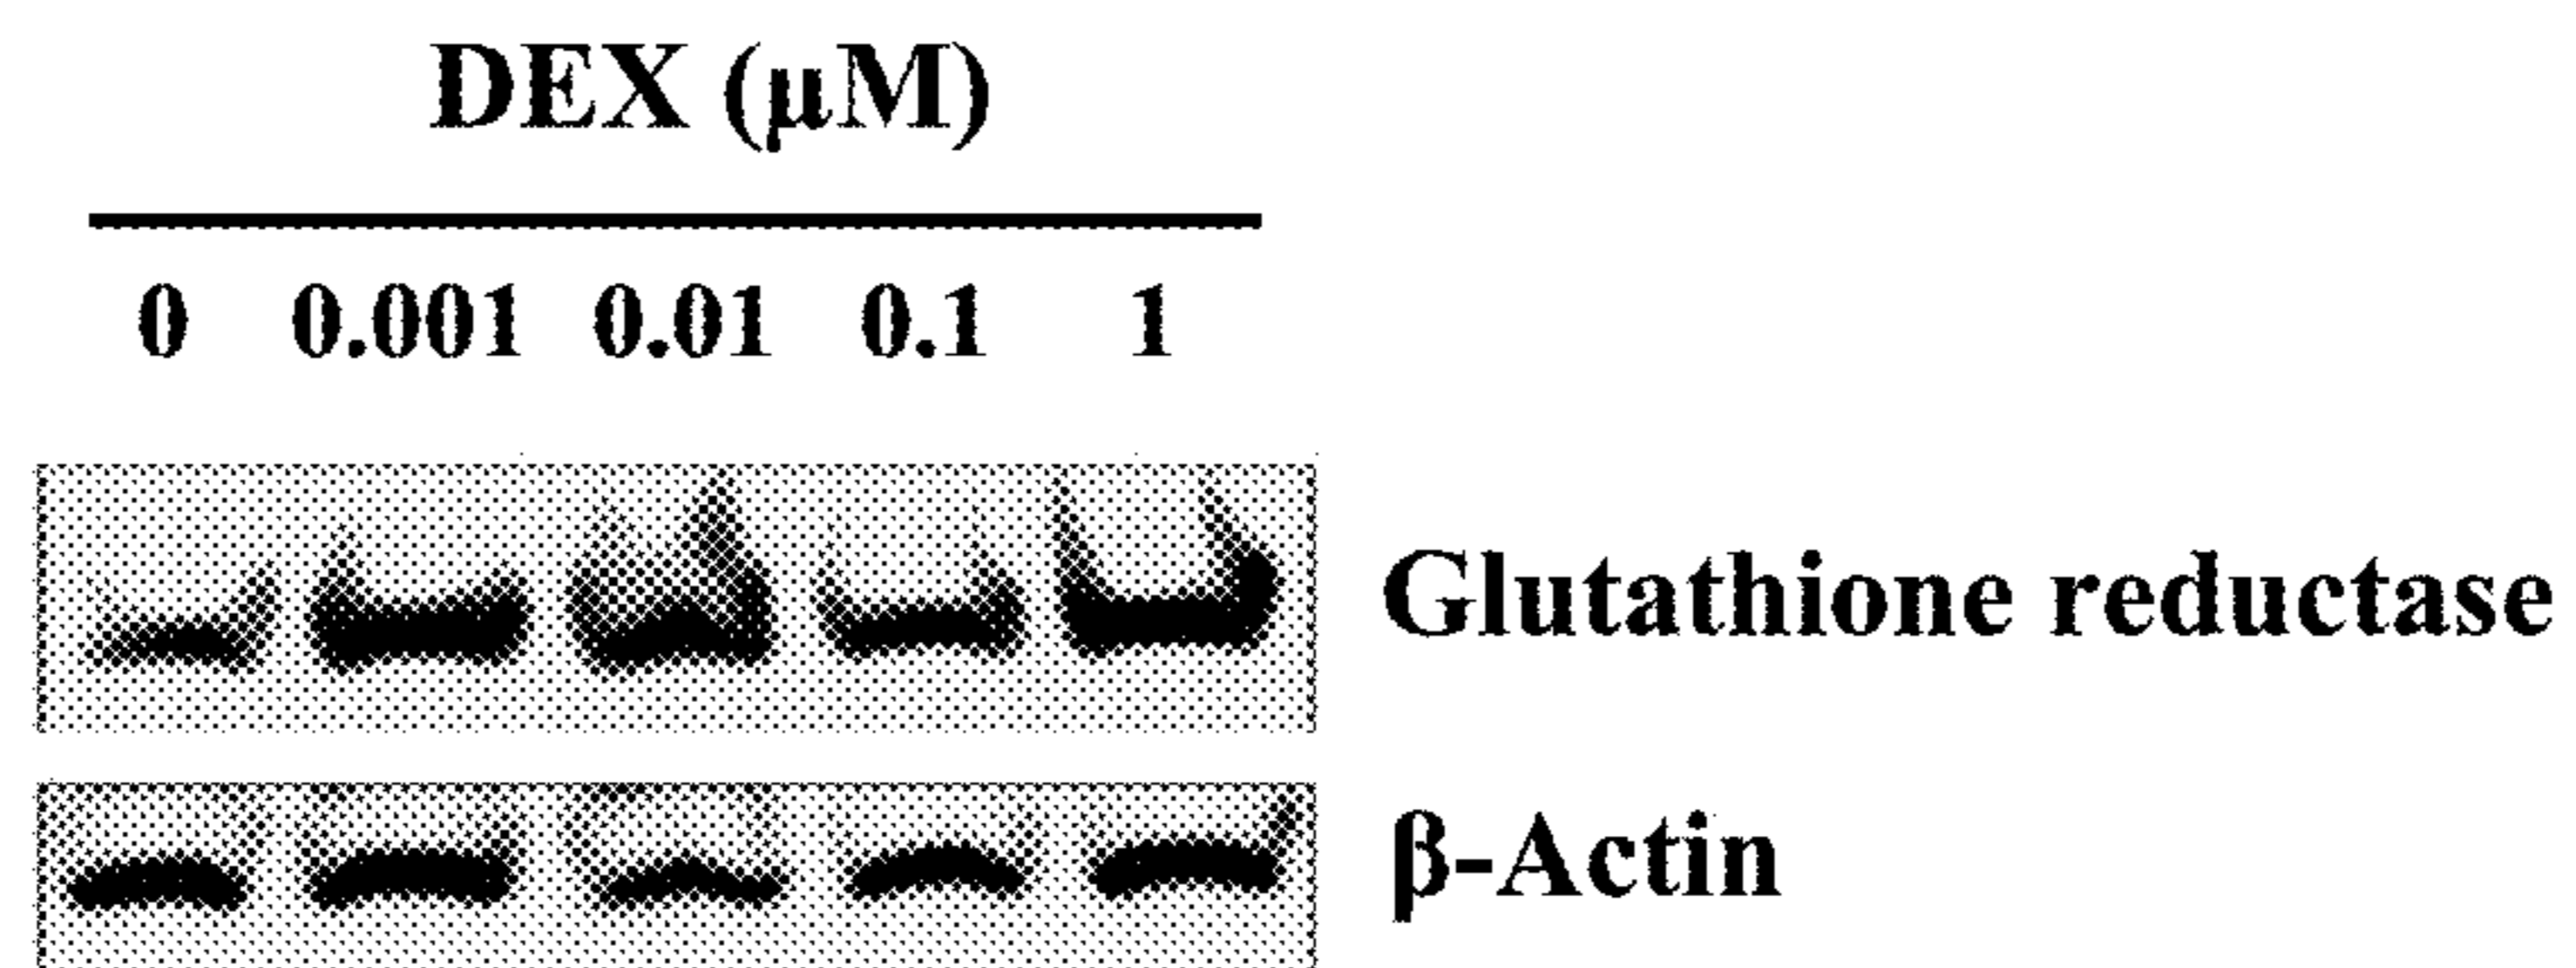 DEX (μM)
0 0.001 0.01 0.1 1
Glutathione reductase
β-Actin